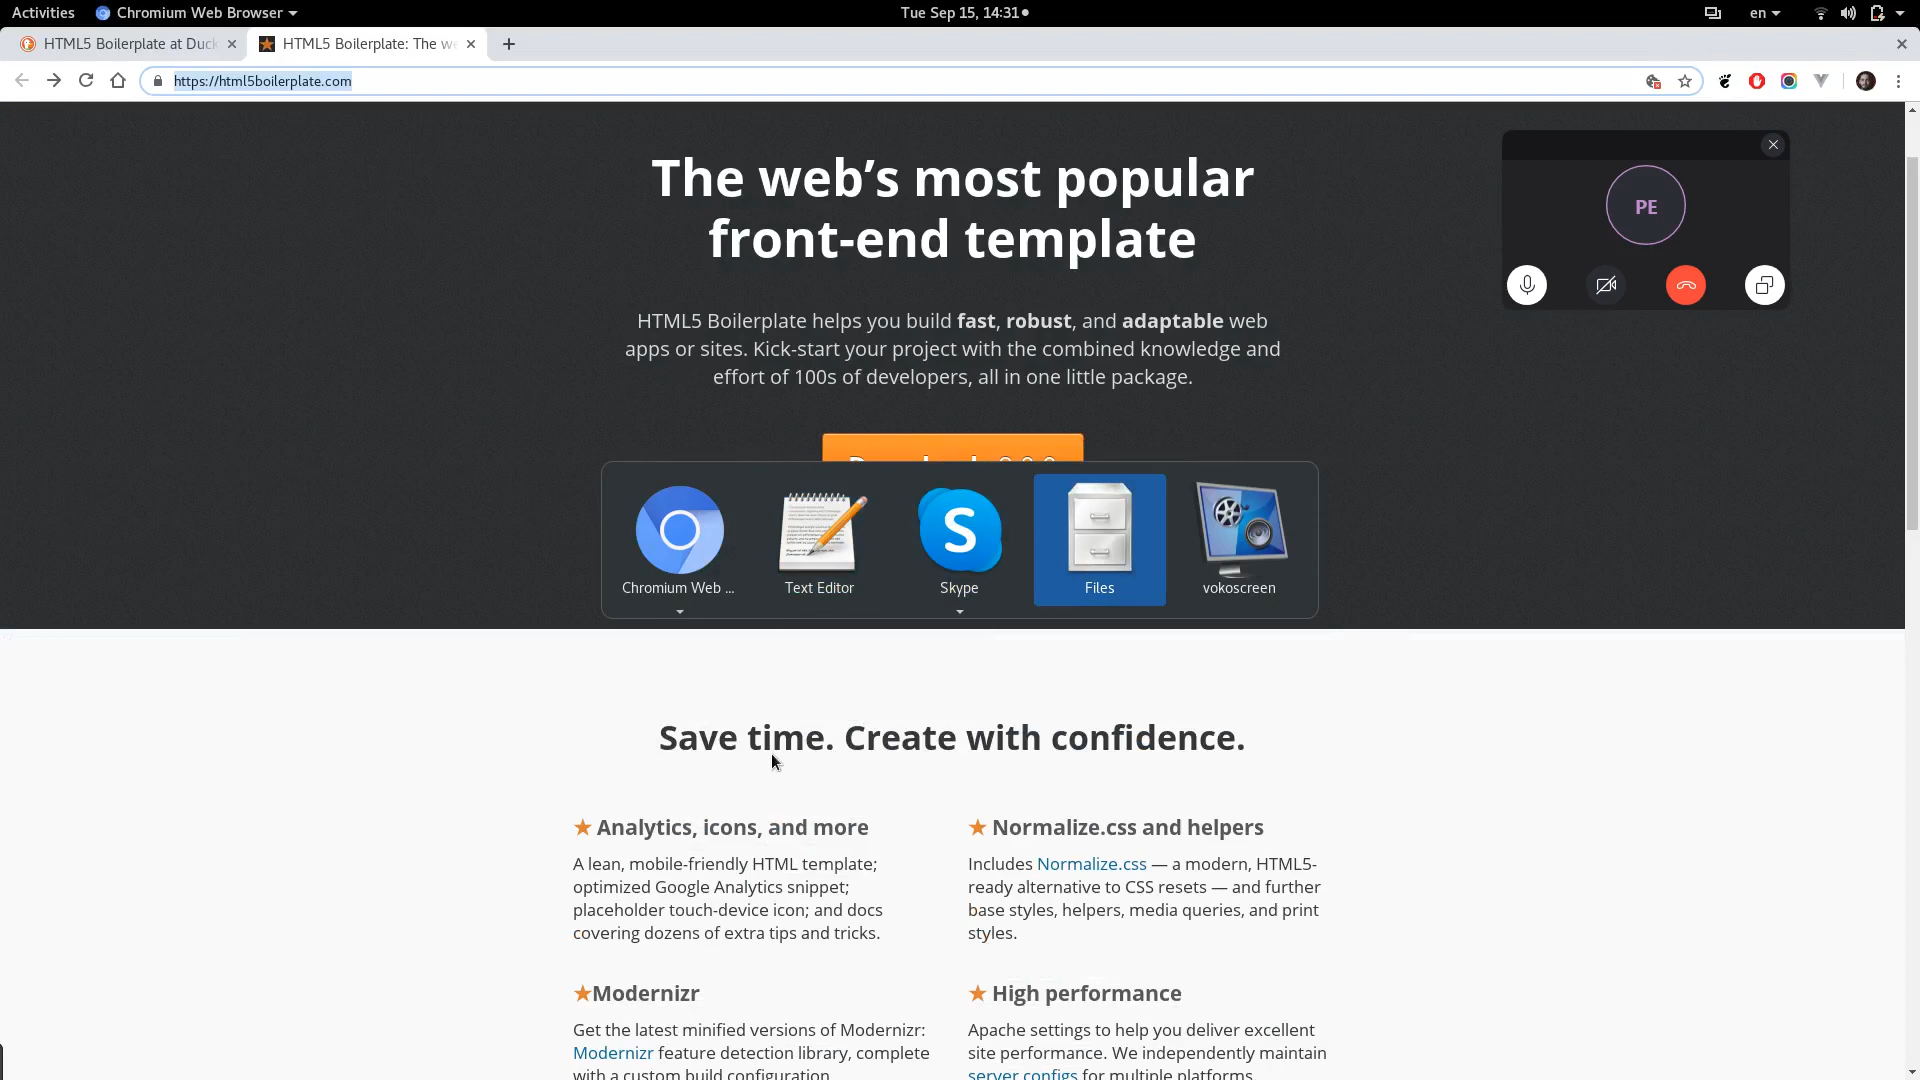 Activities
Chromium Web Browser
Tue Sep 15, 14:31
en
HTML5 Boilerplate at Duck
HTML5 Boilerplate: The we
https://html5boilerplate.com
The web’s most popular
front-end template
PE
HTML5 Boilerplate helps you build fast, robust, and adaptable web
apps or sites. Kick-start your project with the combined knowledge and
effort of 100s of developers, all in one little package.
S
Chromium Web ...
Text Editor
Skype
Files
vokoscreen
Save time. Create with confidence.
★ Analytics, icons, and more
A lean, mobile-friendly HTML template;
optimized Google Analytics snippet;
placeholder touch-device icon; and docs
covering dozens of extra tips and tricks.
★ Normalize.css and helpers
Includes Normalize.css — a modern, HTML5-
ready alternative to CSS resets — and further
base styles, helpers, media queries, and print
styles.
★Modernizr
Get the latest minified versions of Modernizr:
Modernizr feature detection library, complete
with a custom build configuration
★ High performance
Apache settings to help you deliver excellent
site performance. We independently maintain
server configs for multiple platforms.